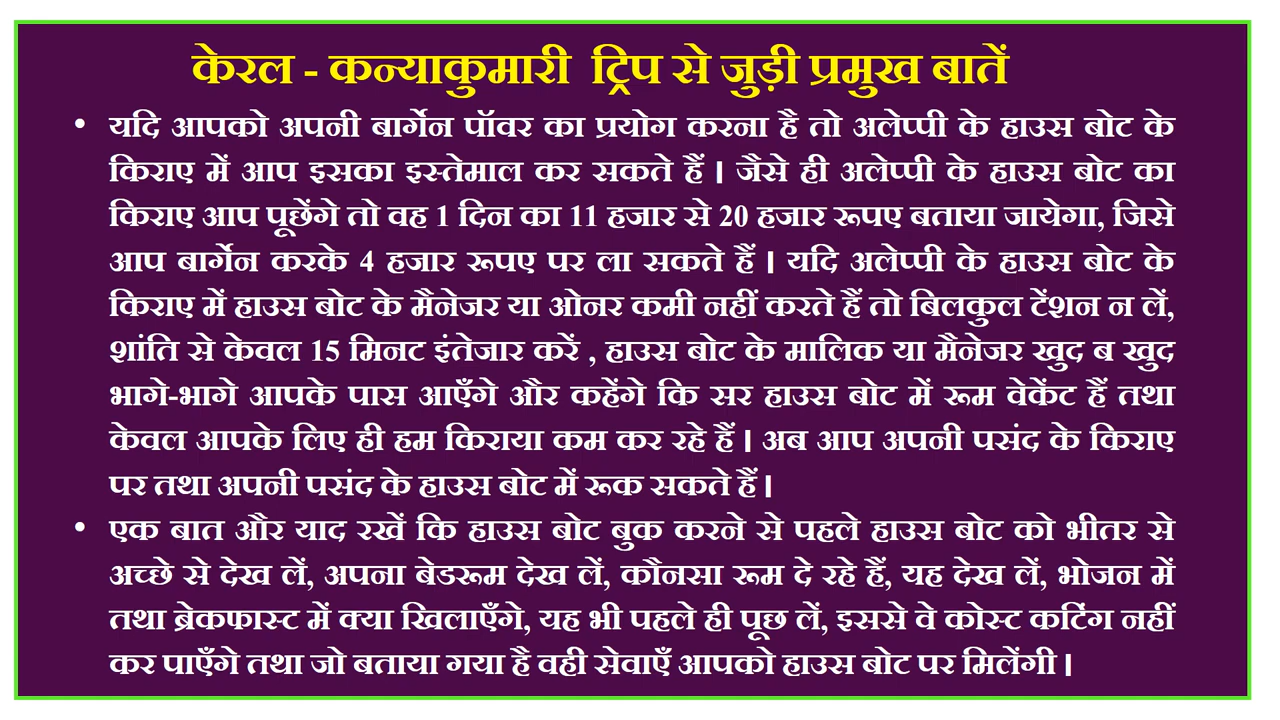 केरल - कन्याकुमारी ट्रिप से जुड़ी प्रमुख बातें
• यदि आपको अपनी बार्गेन पॉवर का प्रयोग करना है तो अलेप्पी के हाउस बोट के
किराए में आप इसका इस्तेमाल कर सकते हैं । जैसे ही अलेप्पी के हाउस बोट का
किराए आप पूछेंगे तो वह 1 दिन का 11 हजार से 20 हजार रूपए बताया जायेगा, जिसे
आप बार्गेन करके 4 हजार रूपए पर ला सकते हैं । यदि अलेप्पी के हाउस बोट के
किराए में हाउस बोट के मैनेजर या ओनर कमी नहीं करते हैं तो बिलकुल टेंशन न लें,
शांति से केवल 15 मिनट इंतेजार करें , हाउस बोट के मालिक या मैनेजर खुद ब खुद
भागे-भागे आपके पास आएँगे और कहेंगे कि सर हाउस बोट में रूम वेकेंट हैं तथा
केवल आपके लिए ही हम किराया कम कर रहे हैं । अब आप अपनी पसंद के किराए
पर तथा अपनी पसंद के हाउस बोट में रूक सकते हैं ।
• एक बात और याद रखें कि हाउस बोट बुक करने से पहले हाउस बोट को भीतर से
अच्छे से देख लें, अपना बेडरूम देख लें, कौनसा रूम दे रहे हैं, यह देख लें, भोजन में
तथा ब्रेकफास्ट में क्या खिलाएँगे, यह भी पहले ही पूछ लें, इससे वे कोस्ट कटिंग नहीं
कर पाएँगे तथा जो बताया गया है वही सेवाएँ आपको हाउस बोट पर मिलेंगी ।